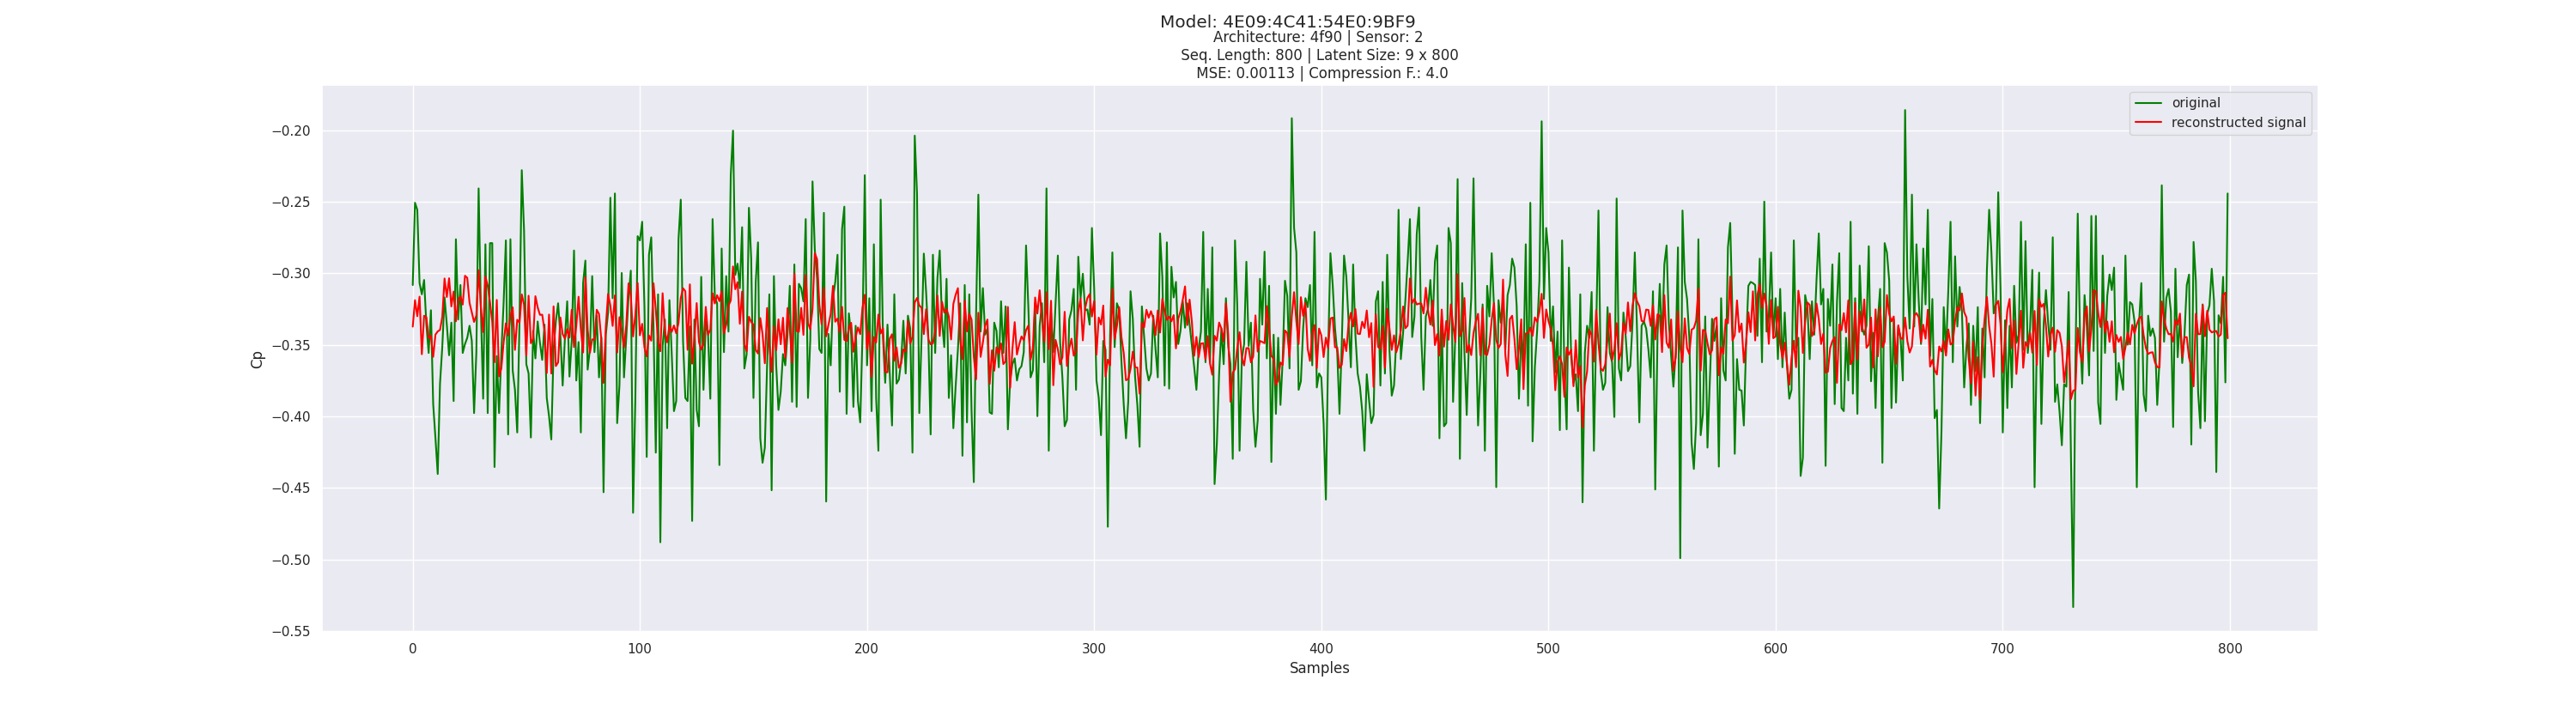 Model: 4E09:4C41:54E0:9BF9
Architecture: 4f90 | Sensor: 2
Seq. Length: 800 | Latent Size: 9 x 800
MSE: 0.00113 | Compression F.: 4.0
original
reconstructed signal
−0.20
−0.25
−0.30
−0.35
−0.40
−0.45
−0.50
−0.55
Cp
0 100 200 300 400 500 600 700 800
Samples